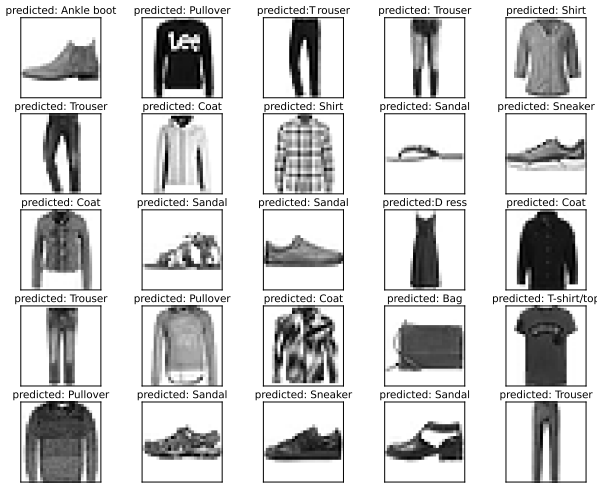 predicted: Ankle boot
predicted: Pullover
predicted:T rouser
predicted: Trouser
predicted: Shirt
Lee
predicted: Trouser
predicted: Coat
predicted: Shirt
predicted: Sandal
predicted: Sneaker
predicted: Coat
predicted: Sandal
predicted: Sandal
predicted:D ress
predicted: Coat
predicted: Trouser
predicted: Pullover
predicted: Coat
predicted: Bag
predicted: T-shirt/top
predicted: Pullover
predicted: Sandal
predicted: Sneaker
predicted: Sandal
predicted: Trouser